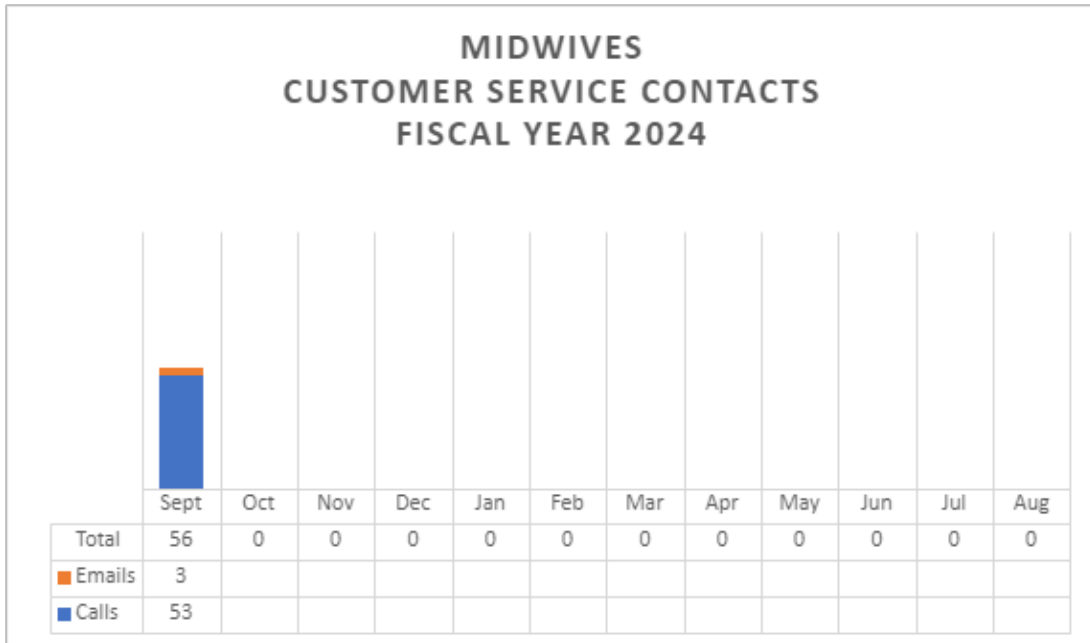 MIDWIVES
CUSTOMER SERVICE CONTACTS
FISCAL YEAR 2024
Sept Oct Nov Dec Jan Feb Mar Apr May Jun Jul Aug
Total 56 0 0 0 0 0 0 0 0 0 0 0
Emails 3
Calls 53